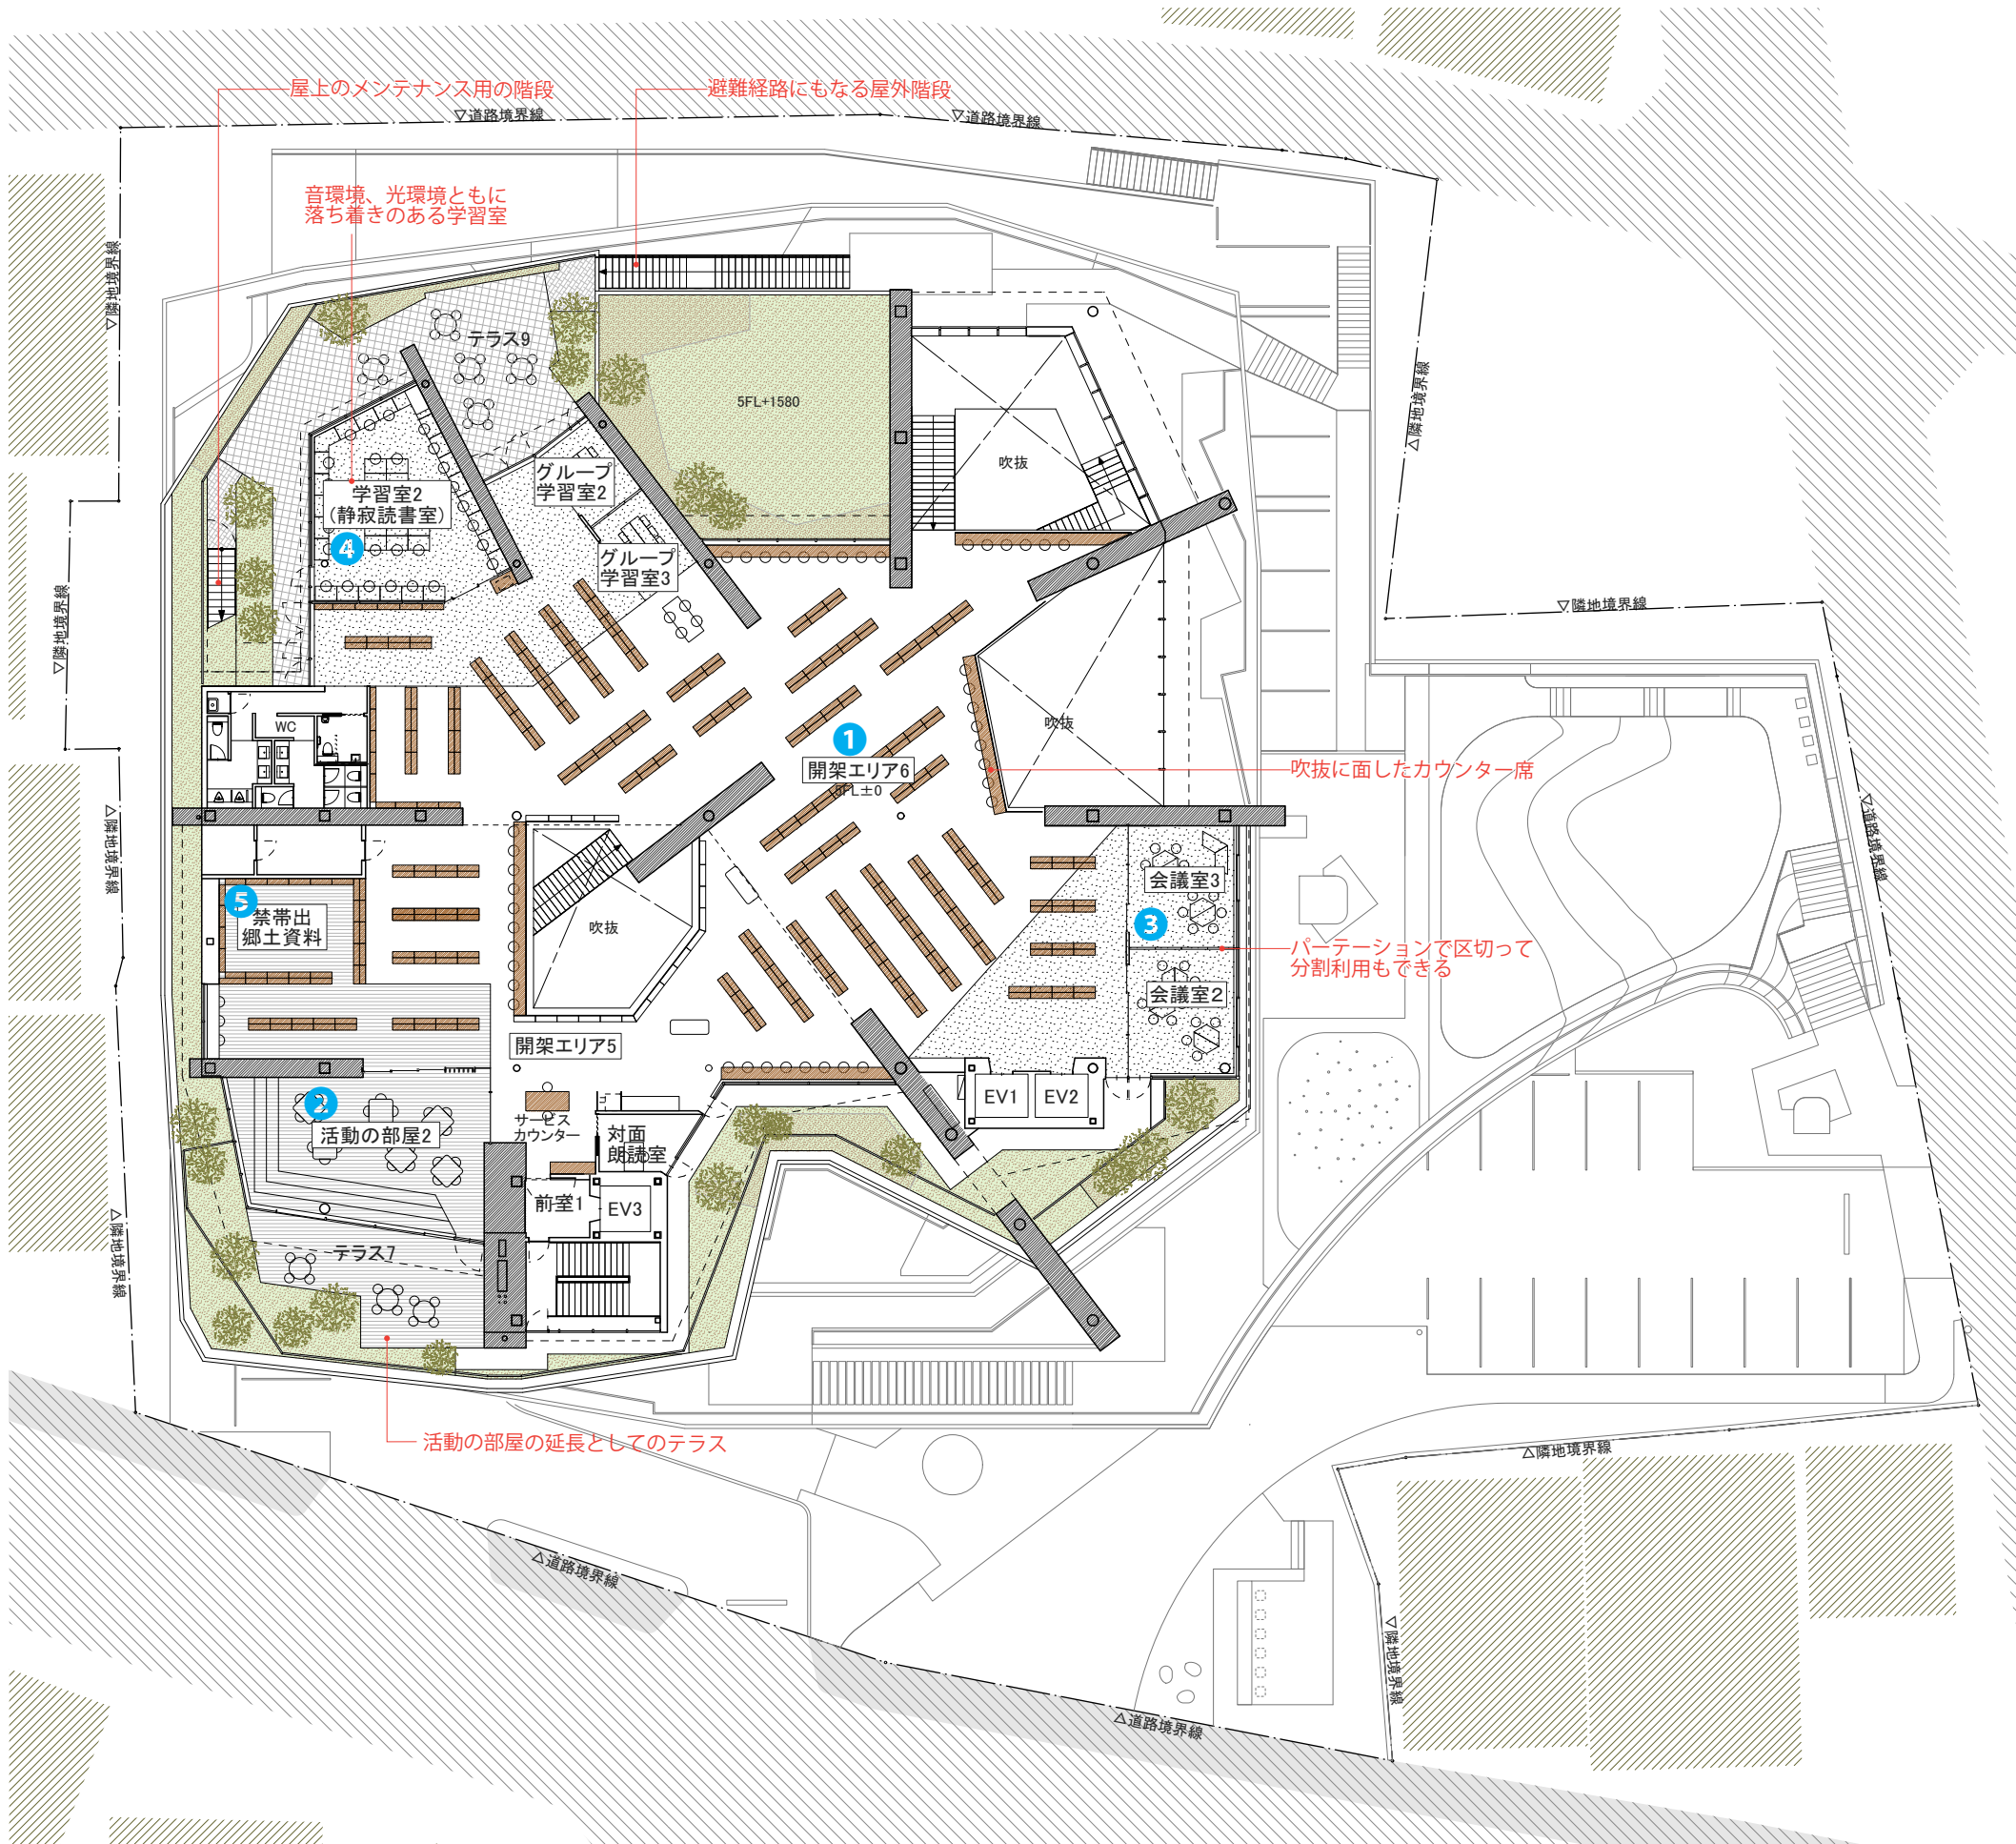 屋上のメンテナンス用の階段
避難経路にもなる屋外階段
▽道路境界線
▽道路境界線
音環境、光環境ともに
落ち着きのある学習室
▽隣地境界線
テラス9
5FL+1580
吹抜
△隣地境界線
グループ
学習室2
学習室2
(静寂読書室)
4
グループ
学習室3
▽隣地境界線
▽隣地境界線
WC
吹抜
1
開架エリア6
5FL±0
吹抜に面したカウンター席
△隣地境界線
▽道路境界線
会議室3
5
禁帯出
郷土資料
吹抜
3
パーテーションで区切って
分割利用もできる
会議室2
開架エリア5
EV1
EV2
2
活動の部屋2
サービス
カウンター
対面
朗読室
前室1
EV3
テラス7
△隣地境界線
活動の部屋の延長としてのテラス
△隣地境界線
△道路境界線
▽隣地境界線
△道路境界線